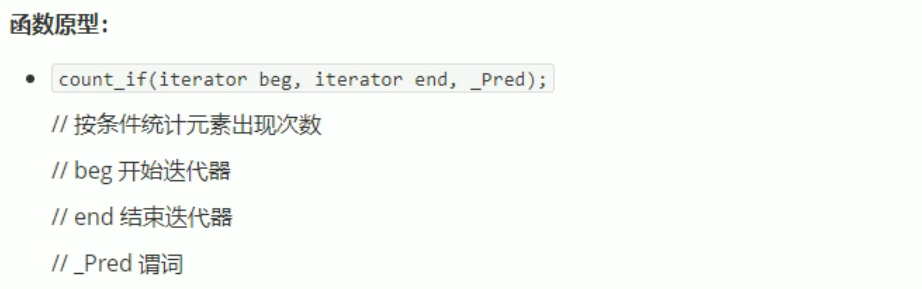 函数原型：
• count_if(iterator beg, iterator end, _Pred);
// 按条件统计元素出现次数
// beg 开始迭代器
// end 结束迭代器
// _Pred 谓词